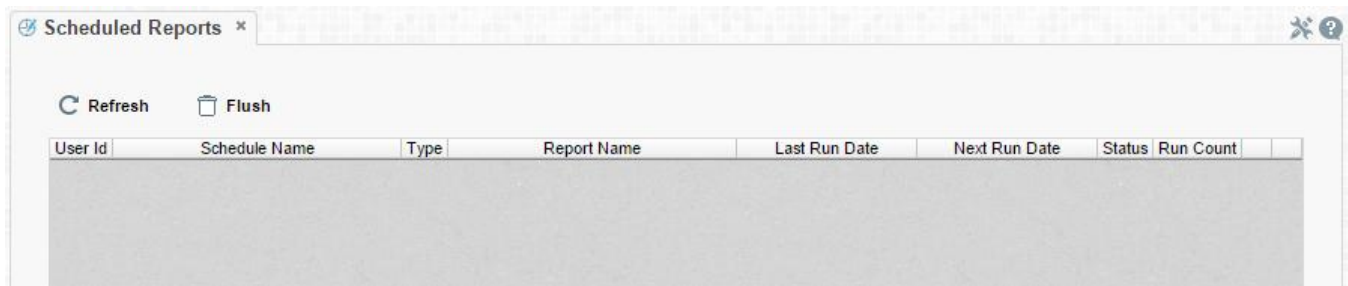 Scheduled Reports ×
Refresh Flush
User Id Schedule Name Type Report Name Last Run Date Next Run Date Status Run Count